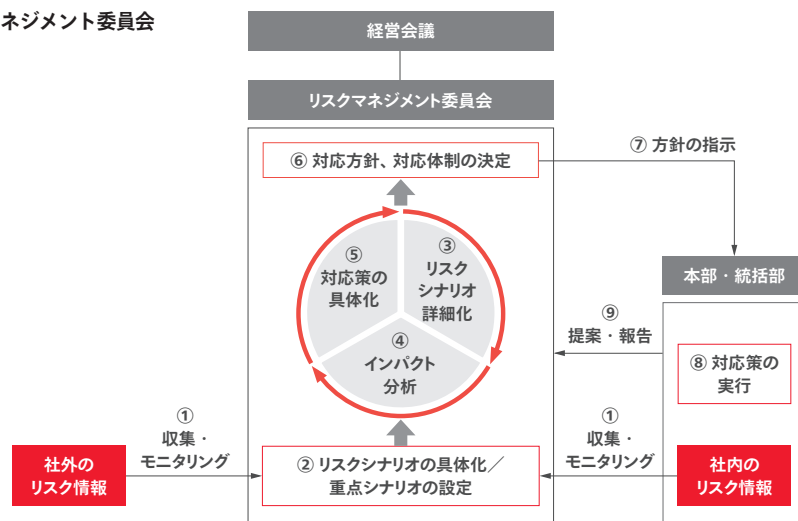 ネジメント委員会
経営会議
リスクマネジメント委員会
⑥ 対応方針、対応体制の決定
⑦ 方針の指示
⑤
対応策の
具体化
③
リスク
シナリオ
詳細化
④
インパクト
分析
本部・統括部
⑨
提案・報告
⑧ 対応策の
実行
①
収集・
モニタリング
社外の
リスク情報
② リスクシナリオの具体化／
重点シナリオの設定
①
収集・
モニタリング
社内の
リスク情報